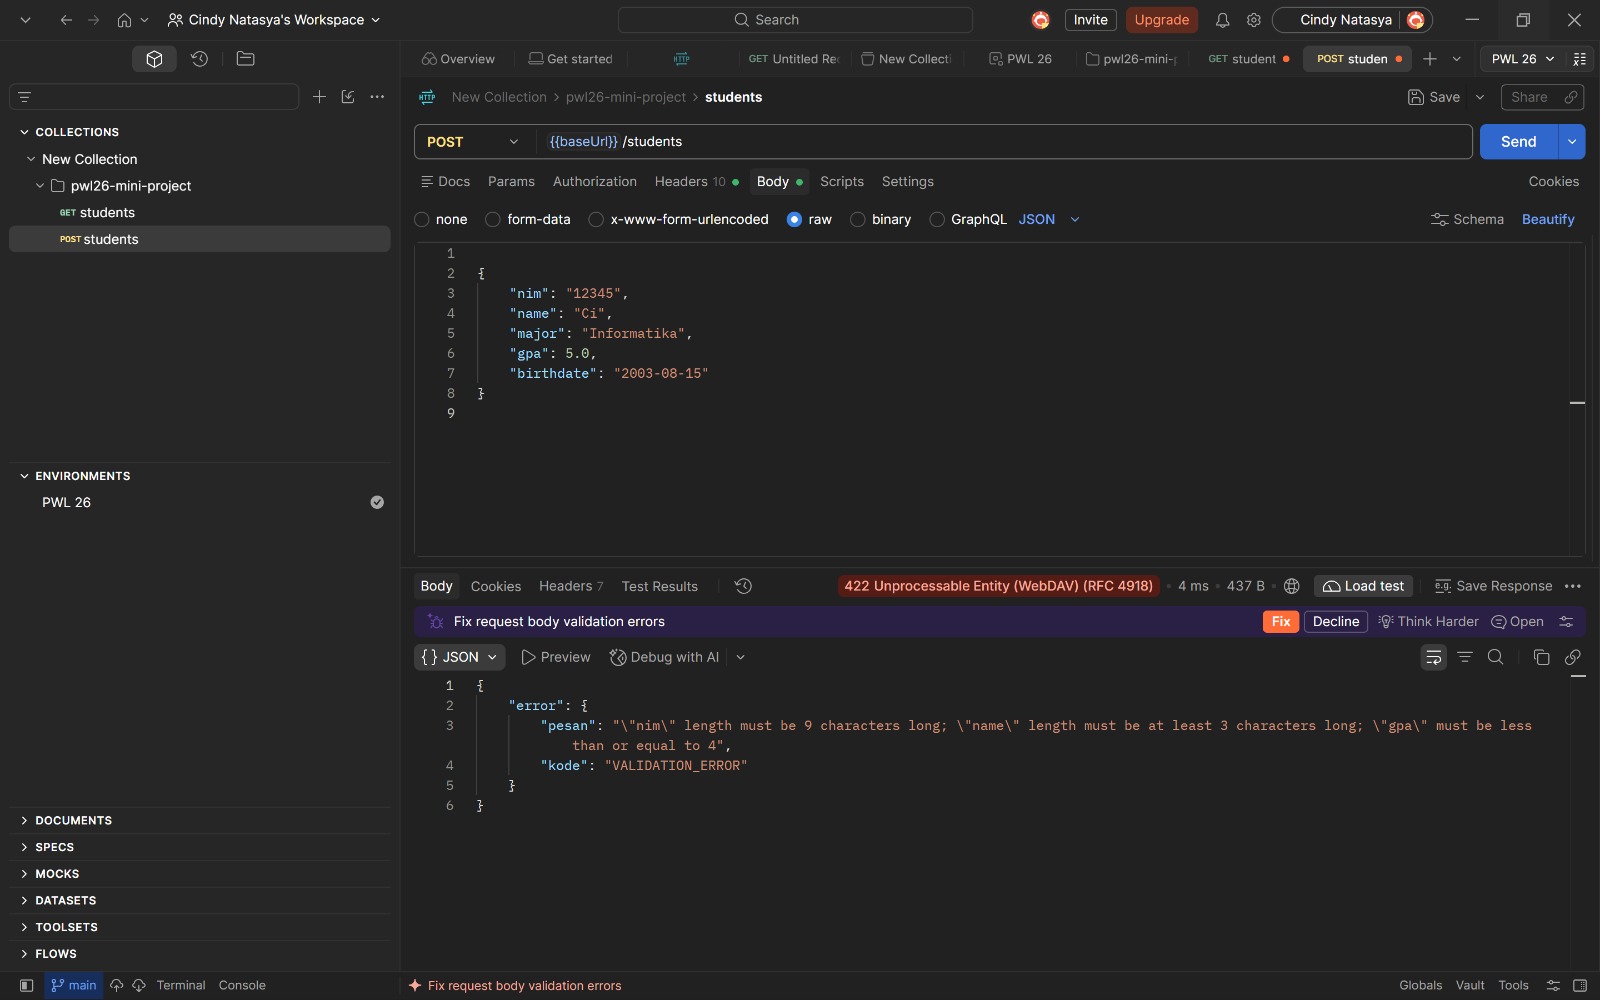 Cindy Natasya's Workspace
Search
Invite
Upgrade
Cindy Natasya
Overview
Get started
HTTP
GET Untitled Re
New Collecti
PWL 26
pwl26-mini-p
GET student
POST studen
PWL 26
HTTP New Collection > pwl26-mini-project > students
Save
Share
COLLECTIONS
New Collection
pwl26-mini-project
GET students
POST students
POST
{{baseUrl}} /students
Send
Docs
Params
Authorization
Headers 10
Body
Scripts
Settings
Cookies
none
form-data
x-www-form-urlencoded
raw
binary
GraphQL
JSON
Schema
Beautify
1
2 {
3 "nim": "12345",
4 "name": "Ci",
5 "major": "Informatika",
6 "gpa": 5.0,
7 "birthdate": "2003-08-15"
8 }
9
ENVIRONMENTS
PWL 26
Body
Cookies
Headers 7
Test Results
422 Unprocessable Entity (WebDAV) (RFC 4918)
4 ms
437 B
Load test
e.g. Save Response
Fix request body validation errors
Fix
Decline
Think Harder
Open
{} JSON
Preview
Debug with AI
1 {
2 "error": {
3 "pesan": "\"nim\" length must be 9 characters long; \"name\" length must be at least 3 characters long; \"gpa\" must be less
than or equal to 4",
4 "kode": "VALIDATION_ERROR"
5 }
6 }
DOCUMENTS
SPECS
MOCKS
DATASETS
TOOLSETS
FLOWS
main
Terminal
Console
Fix request body validation errors
Globals
Vault
Tools